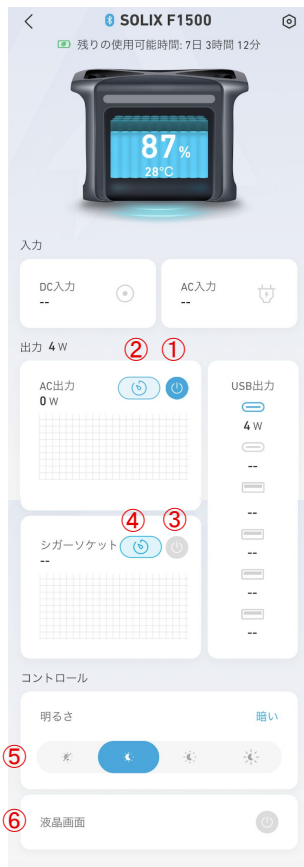 SOLIX F1500
残りの使用可能時間: 7日 3時間 12分
87%
28°C
入力
DC入力
--
AC入力
--
出力 4 W
② ①
AC出力
0 W
USB出力
4 W
--
--
--
--
--
④ ③
シガーソケット
--
コントロール
明るさ
暗い
⑤
⑥ 液晶画面